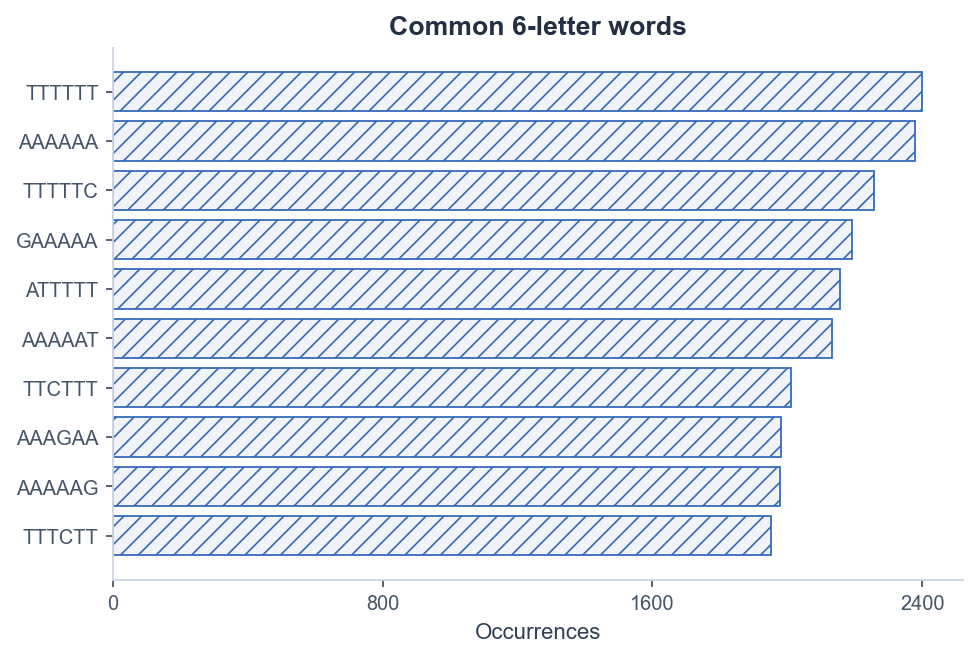 Common 6-letter words
TTTTTT
AAAAAA
TTTTTC
GAAAAA
ATTTTT
AAAAAT
TTCTTT
AAAGAA
AAAAAG
TTTCTT
0 800 1600 2400
Occurrences